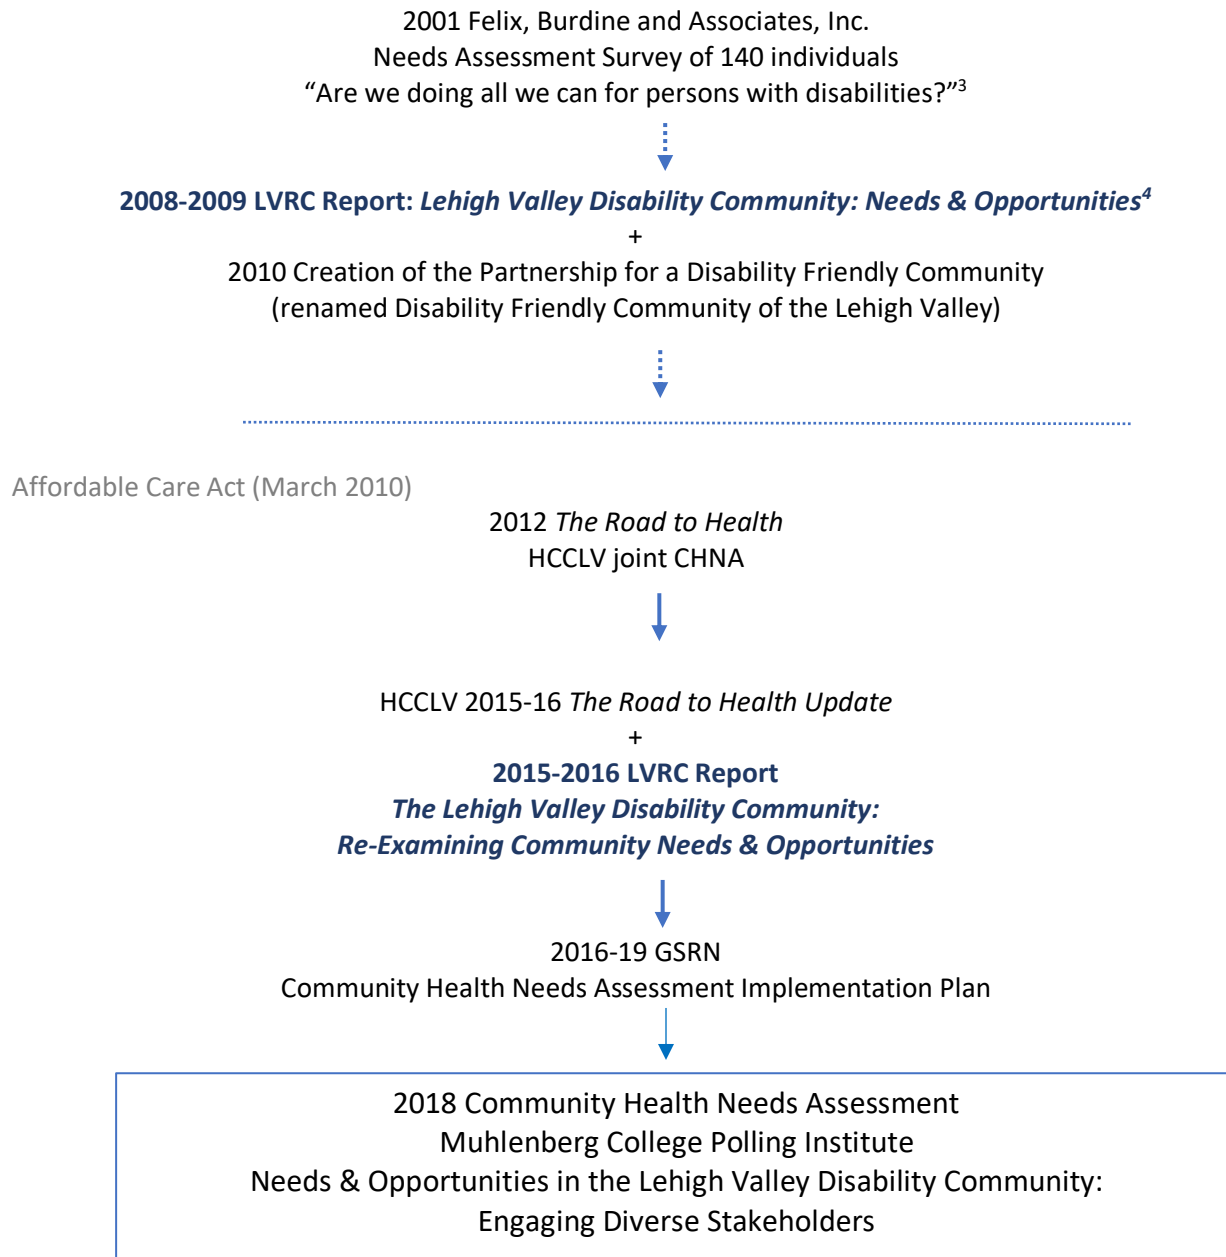 2001 Felix, Burdine and Associates, Inc.
Needs Assessment Survey of 140 individuals
“Are we doing all we can for persons with disabilities?”3
2008-2009 LVRC Report: Lehigh Valley Disability Community: Needs & Opportunities4
+
2010 Creation of the Partnership for a Disability Friendly Community
(renamed Disability Friendly Community of the Lehigh Valley)
Affordable Care Act (March 2010)
2012 The Road to Health
HCCLV joint CHNA
HCCLV 2015-16 The Road to Health Update
+
2015-2016 LVRC Report
The Lehigh Valley Disability Community:
Re-Examining Community Needs & Opportunities
2016-19 GSRN
Community Health Needs Assessment Implementation Plan
2018 Community Health Needs Assessment
Muhlenberg College Polling Institute
Needs & Opportunities in the Lehigh Valley Disability Community:
Engaging Diverse Stakeholders